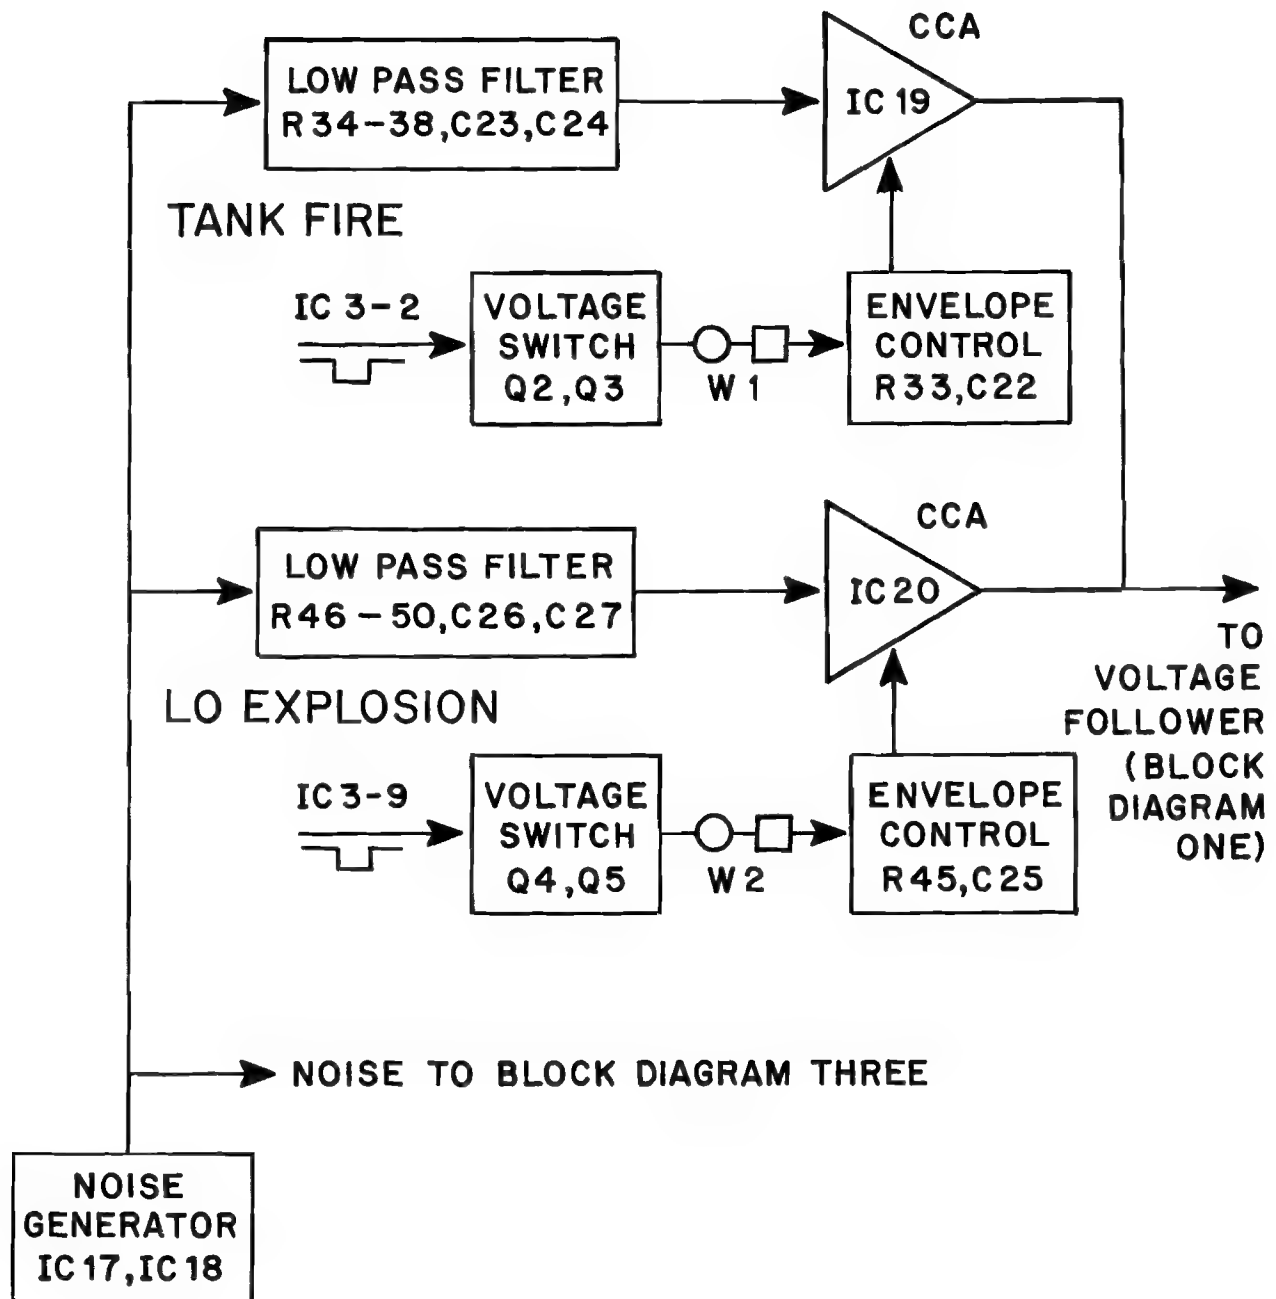 CCA
LOW PASS FILTER
R34-38,C23,C24
IC19
TANK FIRE
IC 3-2
VOLTAGE
SWITCH
Q2,Q3
W1
ENVELOPE
CONTROL
R33,C22
CCA
LOW PASS FILTER
R46-50,C26,C27
IC20
TO
VOLTAGE
FOLLOWER
(BLOCK
DIAGRAM
ONE)
LO EXPLOSION
IC3-9
VOLTAGE
SWITCH
Q4,Q5
W2
ENVELOPE
CONTROL
R45,C25
NOISE TO BLOCK DIAGRAM THREE
NOISE
GENERATOR
IC17,IC18